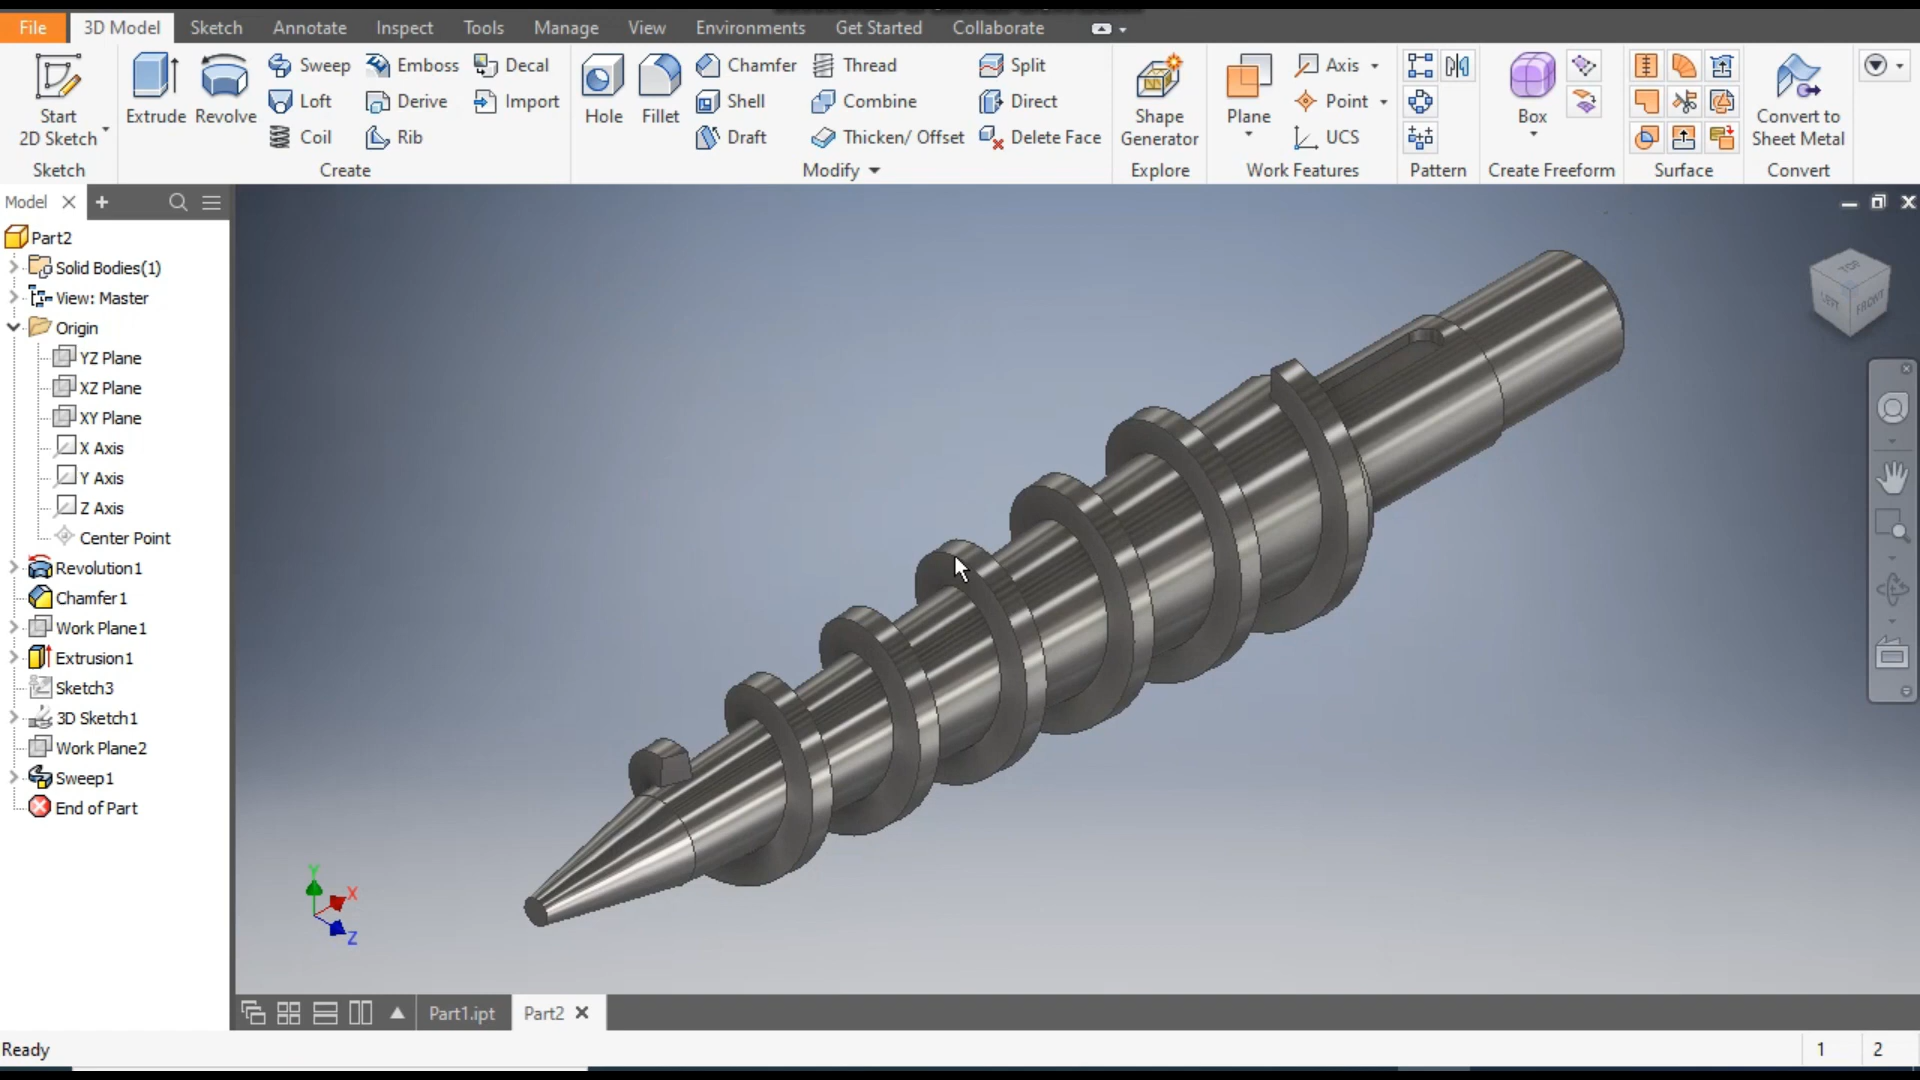 File 3D Model Sketch Annotate Inspect Tools Manage View Environments Get Started Collaborate
Start 2D Sketch
Extrude Revolve
Sweep Emboss Decal
Loft Derive Import
Coil Rib
Hole Fillet
Chamfer Thread Split
Shell Combine Direct
Draft Thicken/ Offset Delete Face
Shape Generator
Plane
Axis
Point
UCS
Box
Convert to Sheet Metal
Sketch Create Modify Explore Work Features Pattern Create Freeform Surface Convert
Model
Part2
Solid Bodies(1)
View: Master
Origin
YZ Plane
XZ Plane
XY Plane
X Axis
Y Axis
Z Axis
Center Point
Revolution1
Chamfer1
Work Plane1
Extrusion1
Sketch3
3D Sketch1
Work Plane2
Sweep1
End of Part
TOP
LEFT FRONT
Y
X
Z
Part1.ipt Part2
Ready 1 2